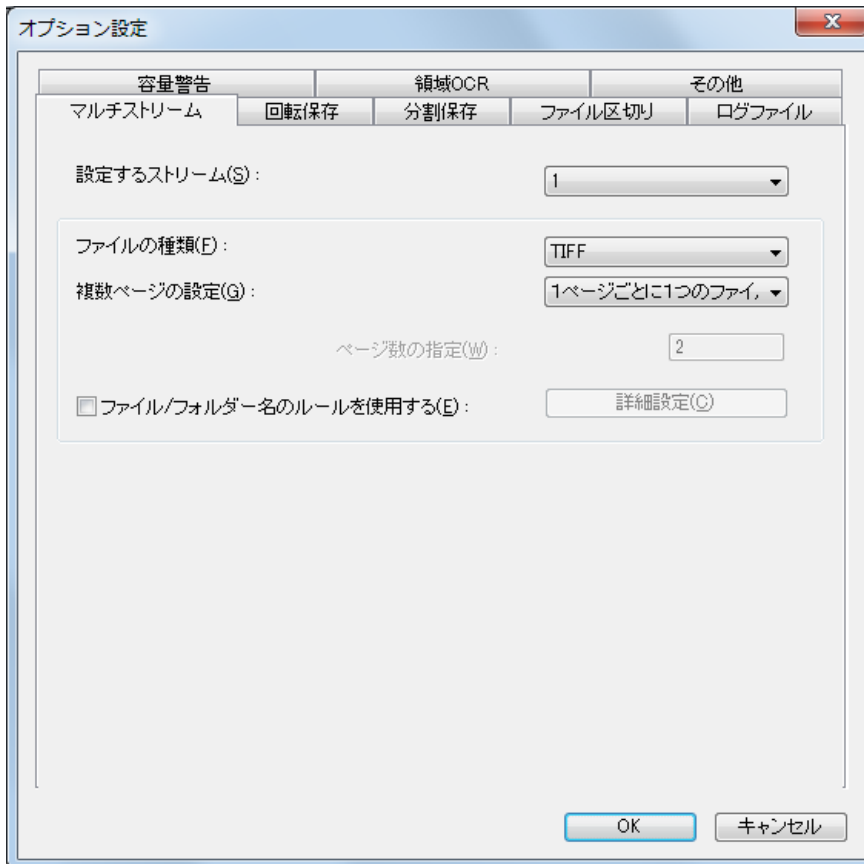 オプション設定
容量警告 領域OCR その他
マルチストリーム 回転保存 分割保存 ファイル区切り ログファイル
設定するストリーム(S): 1
ファイルの種類(F): TIFF
複数ページの設定(G): 1ページごとに1つのファイ,
ページ数の指定(W): 2
ファイル/フォルダー名のルールを使用する(E): 詳細設定(C)
OK キャンセル